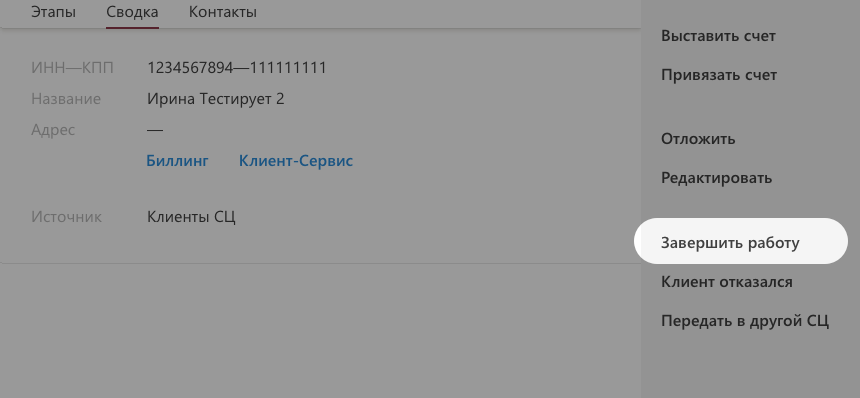 Этапы Сводка Контакты
ИНН—КПП 1234567894—111111111
Название Ирина Тестирует 2
Адрес —
Биллинг Клиент-Сервис
Источник Клиенты СЦ
Выставить счет
Привязать счет
Отложить
Редактировать
Завершить работу
Клиент отказался
Передать в другой СЦ